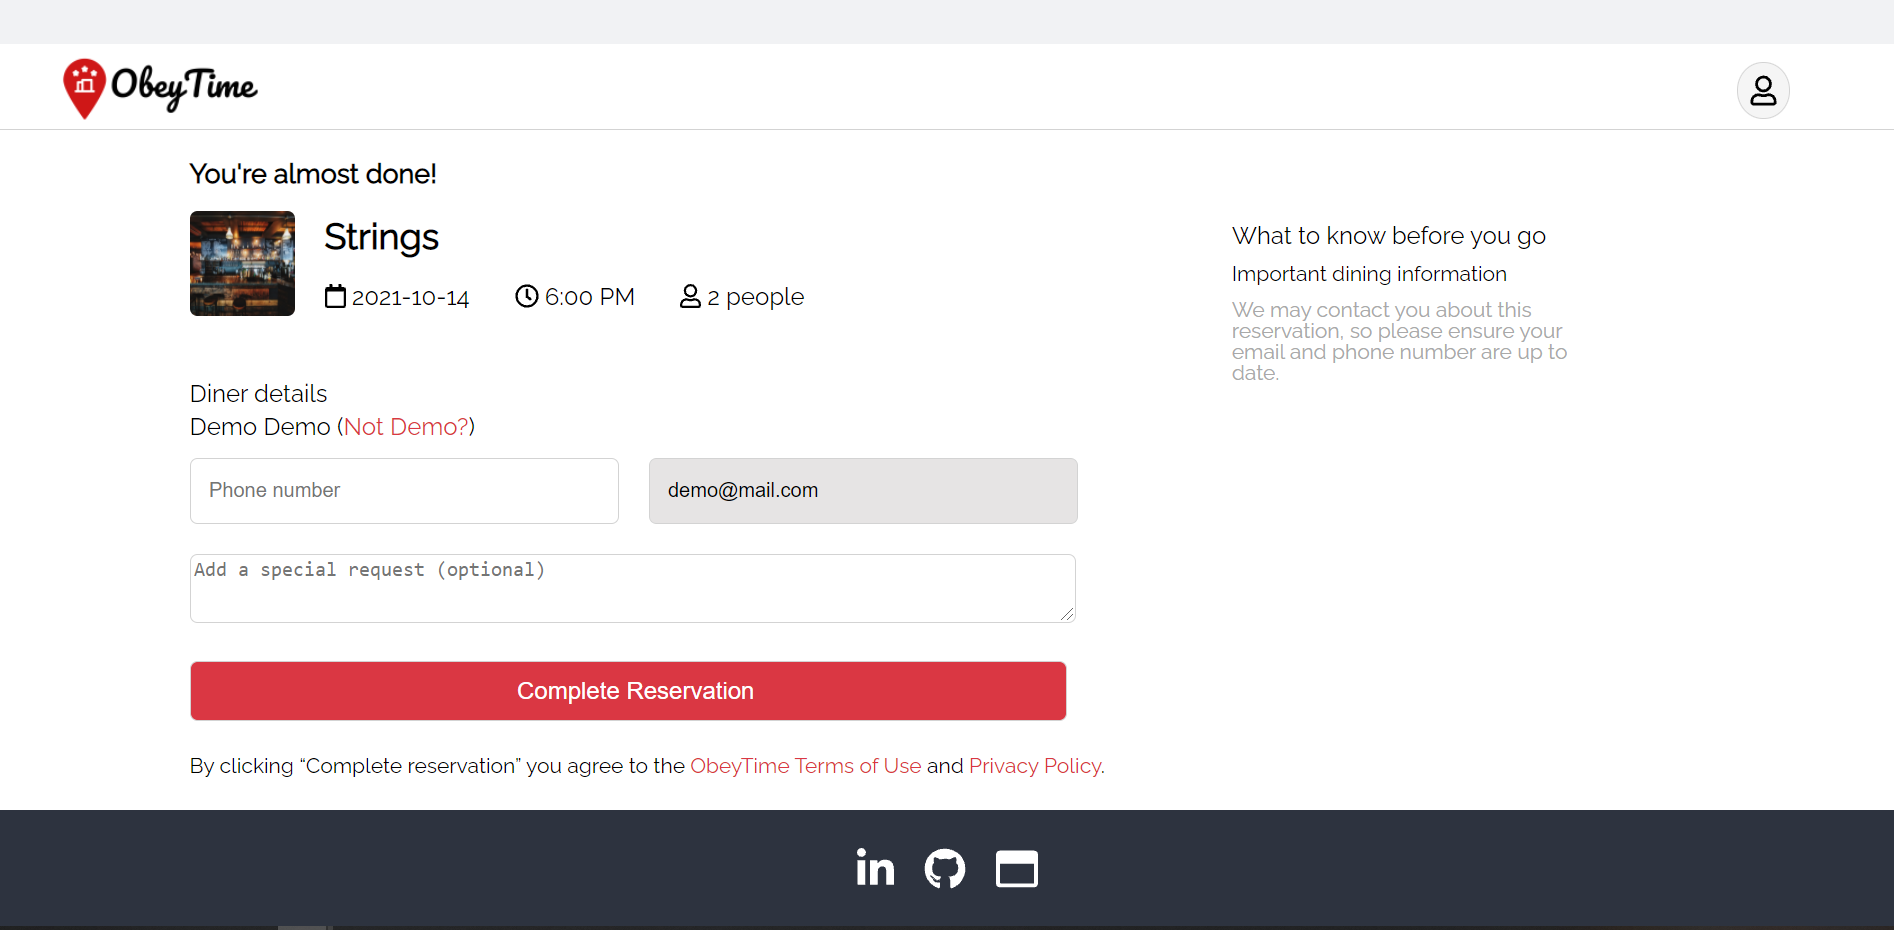 ObeyTime
You're almost done!
Strings
2021-10-14 6:00 PM 2 people
Diner details
Demo Demo (Not Demo?)
Phone number
demo@mail.com
Add a special request (optional)
Complete Reservation
By clicking “Complete reservation” you agree to the ObeyTime Terms of Use and Privacy Policy.
What to know before you go
Important dining information
We may contact you about this
reservation, so please ensure your
email and phone number are up to
date.
in